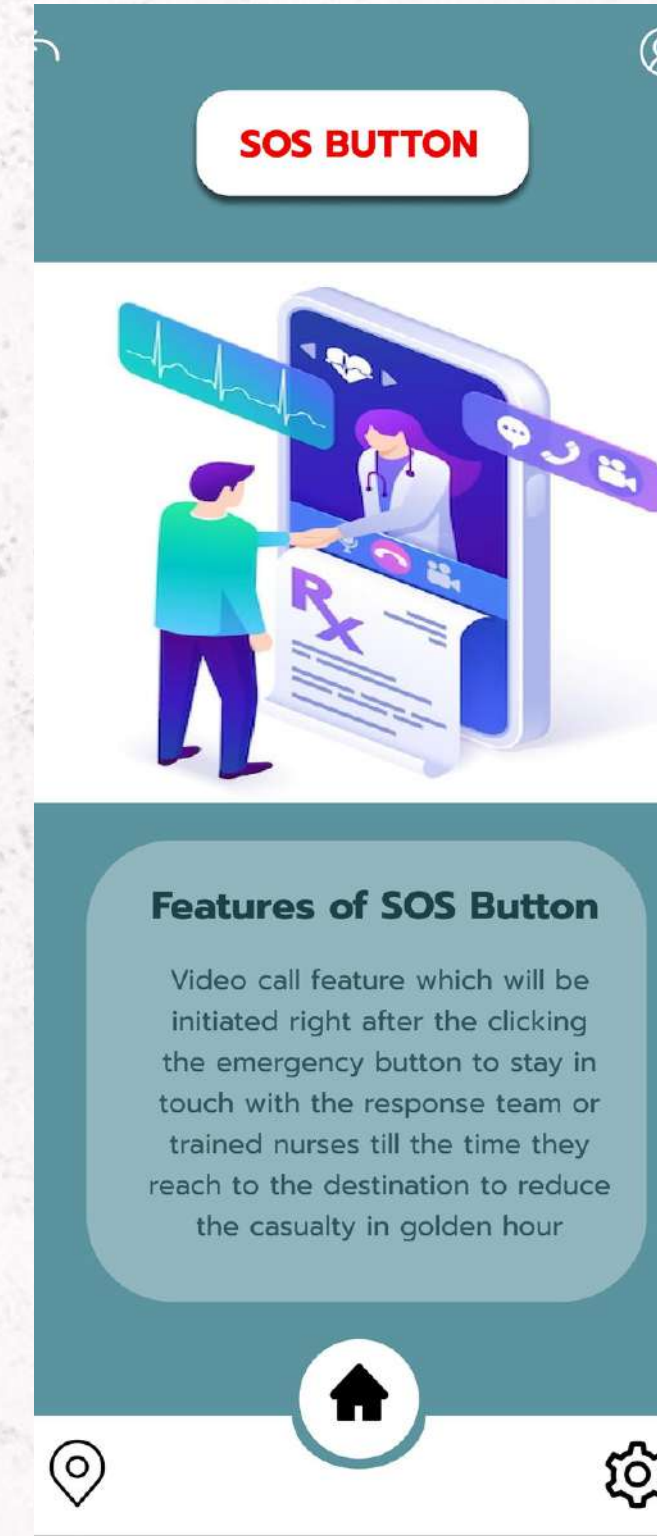 SOS BUTTON
Rx
Features of SOS Button
Video call feature which will be
initiated right after the clicking
the emergency button to stay in
touch with the response team or
trained nurses till the time they
reach to the destination to reduce
the casualty in golden hour